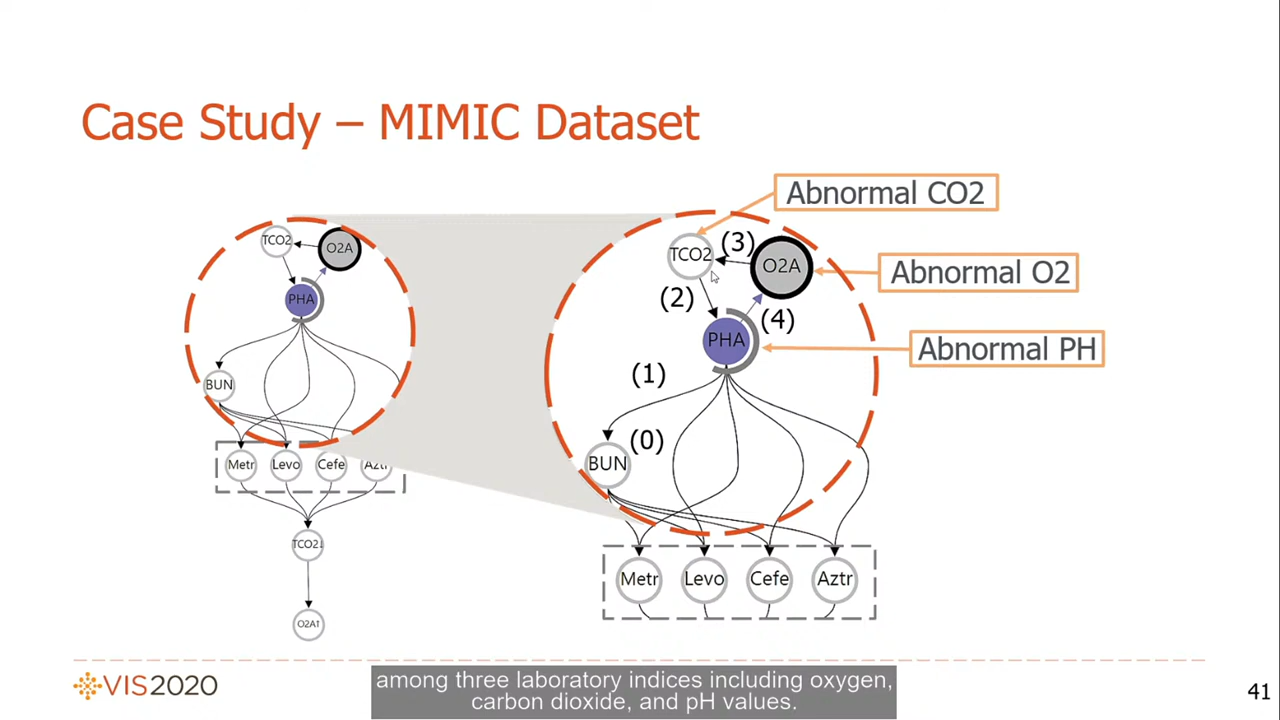 Case Study – MIMIC Dataset
TCO2
O2A
PHA
BUN
Metr
Levo
Cefe
Aztr
TCO2↓
O2A↑
Abnormal CO2
TCO2
(3)
O2A
Abnormal O2
(2)
(4)
PHA
Abnormal PH
(1)
(0)
BUN
Metr
Levo
Cefe
Aztr
among three laboratory indices including oxygen,
carbon dioxide, and pH values.
VIS2020
41